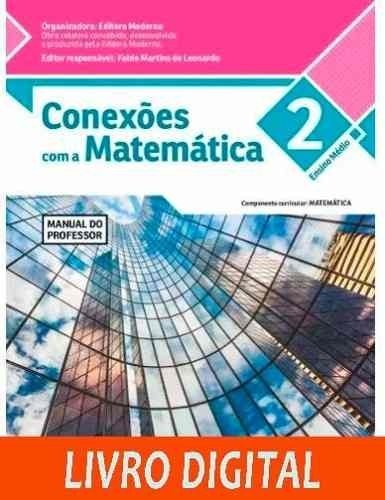 Organizadora: Editora Moderna
Obra coletiva concebida, desenvolvida
e produzida pela Editora Moderna.
Editor responsável: Fabio Martins de Leonardo
Conexões
com a Matemática
2
Ensino Médio
Componente curricular: MATEMÁTICA
MANUAL DO
PROFESSOR
LIVRO DIGITAL